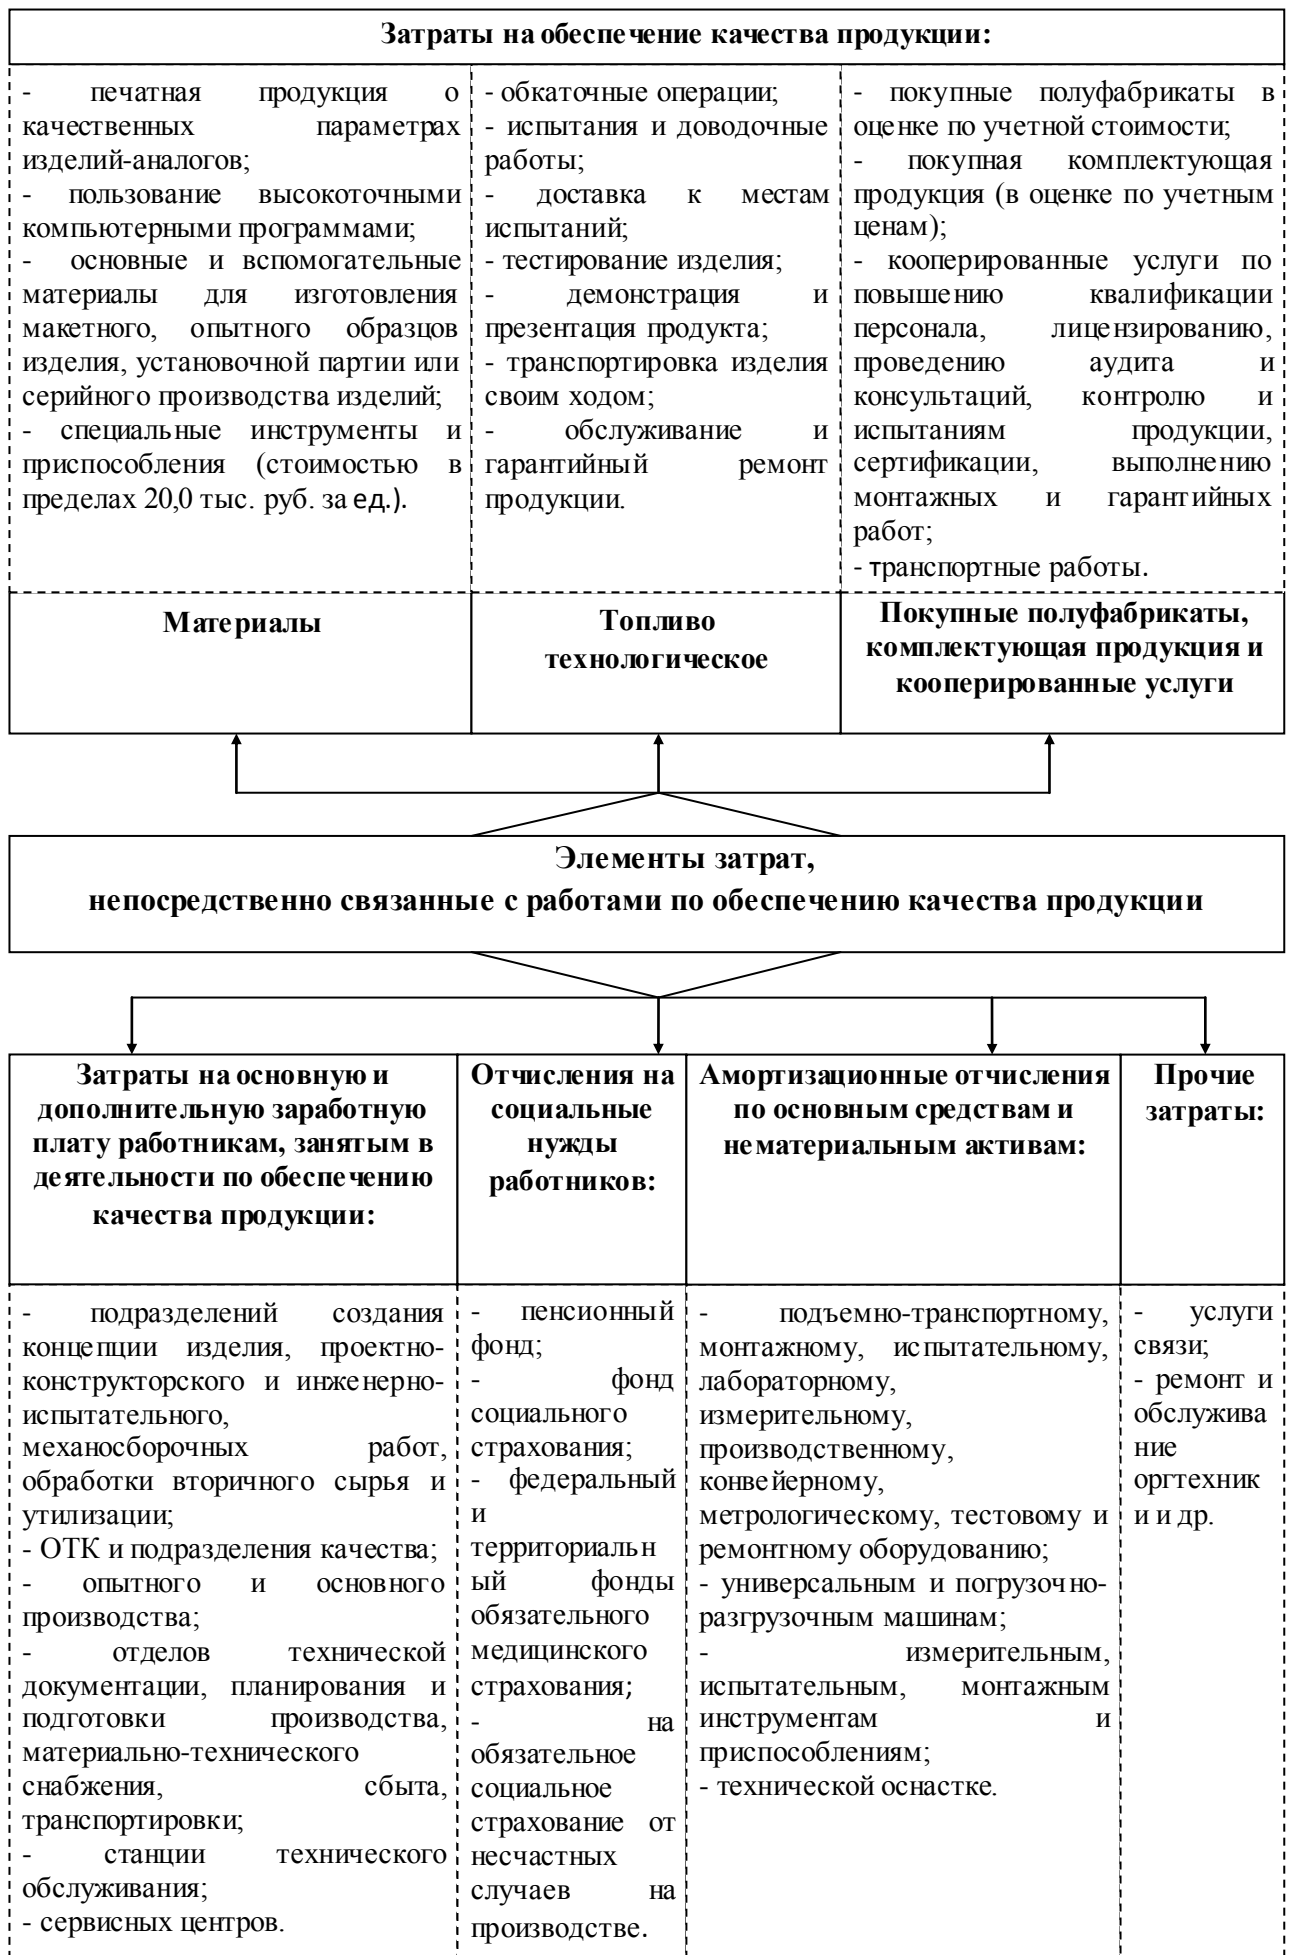 Затраты на обеспечение качества продукции:
- печатная продукция о
качественных параметрах
изделий-аналогов;
- пользование высокоточными
компьютерными программами;
- основные и вспомогательные
материалы для изготовления
макетного, опытного образцов
изделия, установочной партии или
серийного производства изделий;
- специальные инструменты и
приспособления (стоимостью в
пределах 20,0 тыс. руб. за ед.).
- обкаточные операции;
- испытания и доводочные
работы;
- доставка к местам
испытаний;
- тестирование изделия;
- демонстрация и
презентация продукта;
- транспортировка изделия
своим ходом;
- обслуживание и
гарантийный ремонт
продукции.
- покупные полуфабрикаты в
оценке по учетной стоимости;
- покупная комплектующая
продукция (в оценке по учетным
ценам);
- кооперированные услуги по
повышению квалификации
персонала, лицензированию,
проведению аудита и
консультаций, контролю и
испытаниям продукции,
сертификации, выполнению
монтажных и гарантийных
работ;
- транспортные работы.
Материалы
Топливо
технологическое
Покупные полуфабрикаты,
комплектующая продукция и
кооперированные услуги
Элементы затрат,
непосредственно связанные с работами по обеспечению качества продукции
Затраты на основную и
дополнительную заработную
плату работникам, занятым в
деятельности по обеспечению
качества продукции:
Отчисления на
социальные
нужды
работников:
Амортизационные отчисления
по основным средствам и
нематериальным активам:
Прочие
затраты:
- подразделений создания
концепции изделия, проектно-
конструкторского и инженерно-
испытательного,
механосборочных работ,
обработки вторичного сырья и
утилизации;
- ОТК и подразделения качества;
- опытного и основного
производства;
- отделов технической
документации, планирования и
подготовки производства,
материально-технического
снабжения, сбыта,
транспортировки;
- станции технического
обслуживания;
- сервисных центров.
- пенсионный
фонд;
- фонд
социального
страхования;
- федеральный
и
территориальн
ый фонды
обязательного
медицинского
страхования;
- на
обязательное
социальное
страхование от
несчастных
случаев на
производстве.
- подъемно-транспортному,
монтажному, испытательному,
лабораторному,
измерительному,
производственному,
конвейерному,
метрологическому, тестовому и
ремонтному оборудованию;
- универсальным и погрузочно-
разгрузочным машинам;
- измерительным,
испытательным, монтажным
инструментам и
приспособлениям;
- технической оснастке.
- услуги
связи;
- ремонт и
обслужива
ние
оргтехник
и и др.